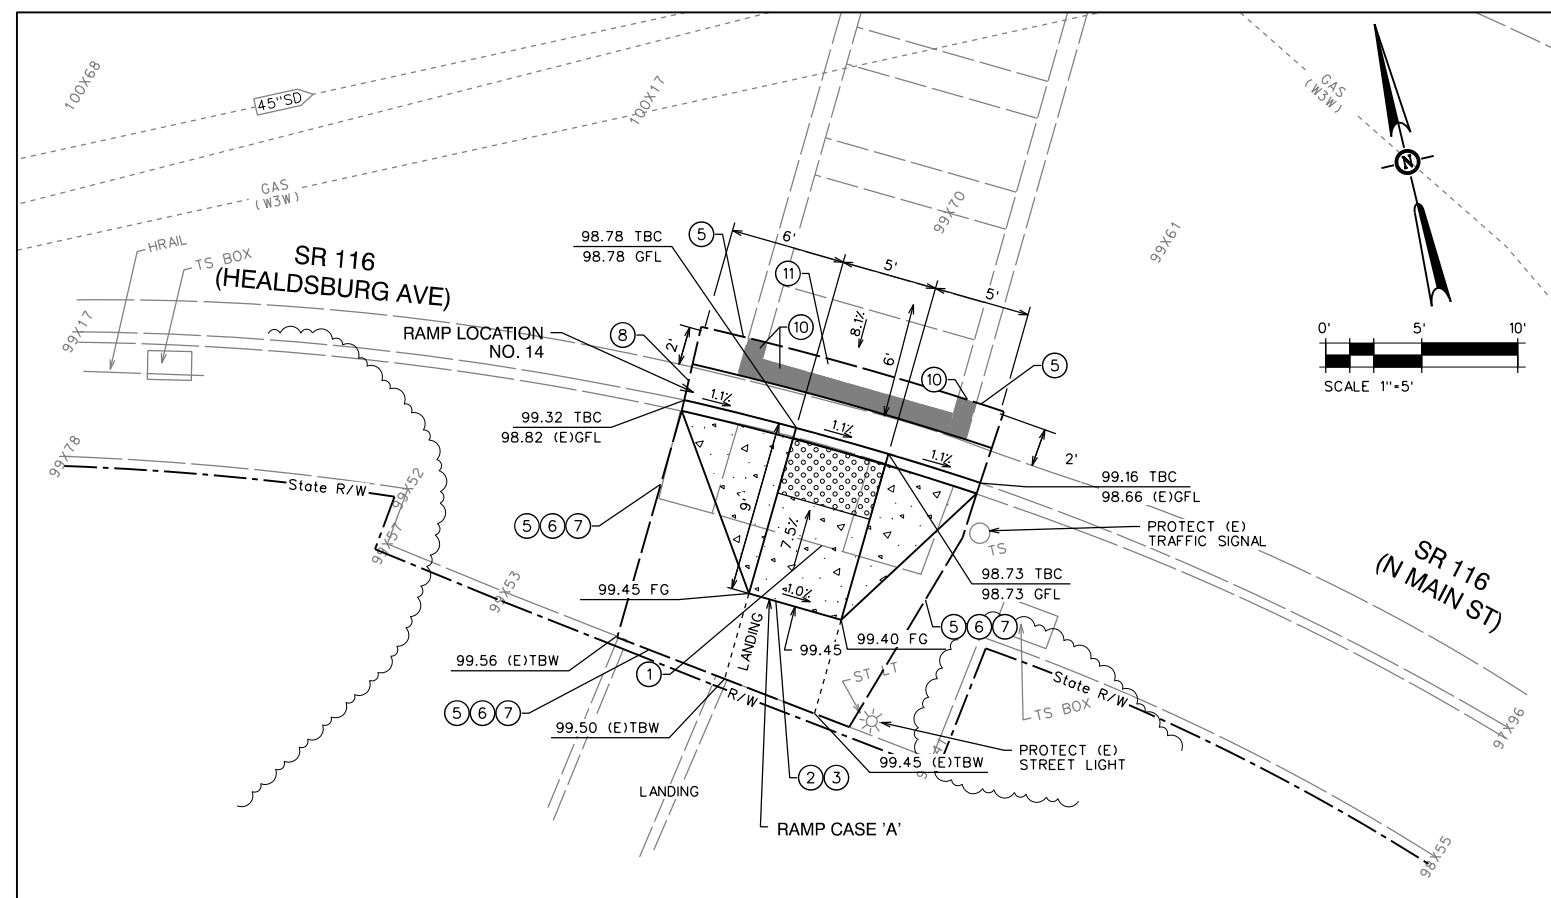 100X68
45"SD
100X17
GAS
(W3W)
GAS
(W3W)
N
99X70
99X61
HRAIL
TS BOX
SR 116
(HEALDSBURG AVE)
98.78 TBC
98.78 GFL
5
6'
5'
5'
11
10
8.1%
6'
10
5
0'
5'
10'
SCALE 1"=5'
99X17
RAMP LOCATION
NO. 14
8
2'
2'
1.1%
1.1%
1.1%
99.32 TBC
98.82 (E)GFL
99.16 TBC
98.66 (E)GFL
99X78
State R/W
99X52
99X57
9'
7.5%
5 6 7
PROTECT (E)
TRAFFIC SIGNAL
TS
SR 116
(N MAIN ST)
99X53
99.45 FG
1.0%
98.73 TBC
98.73 GFL
5 6 7
99.40 FG
99.45
LANDING
99.56 (E)TBW
1
ST LT
State R/W
TS BOX
5 6 7
R/W
99.50 (E)TBW
99.45 (E)TBW
PROTECT (E)
STREET LIGHT
97X96
2 3
LANDING
RAMP CASE 'A'
98X55